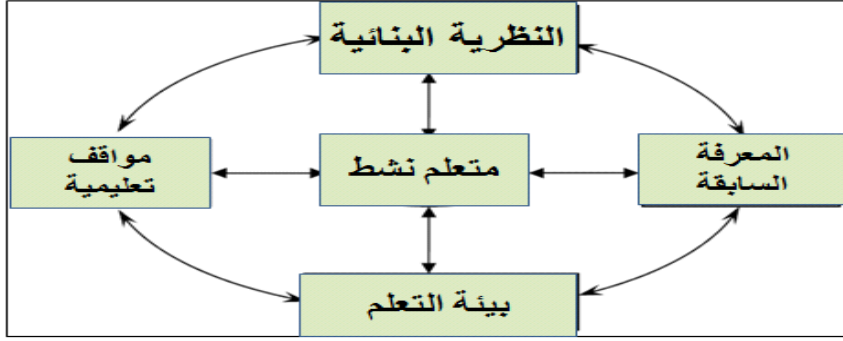 النظرية البنائية
المعرفة
السابقة
متعلم نشط
مواقف
تعليمية
بيئة التعلم